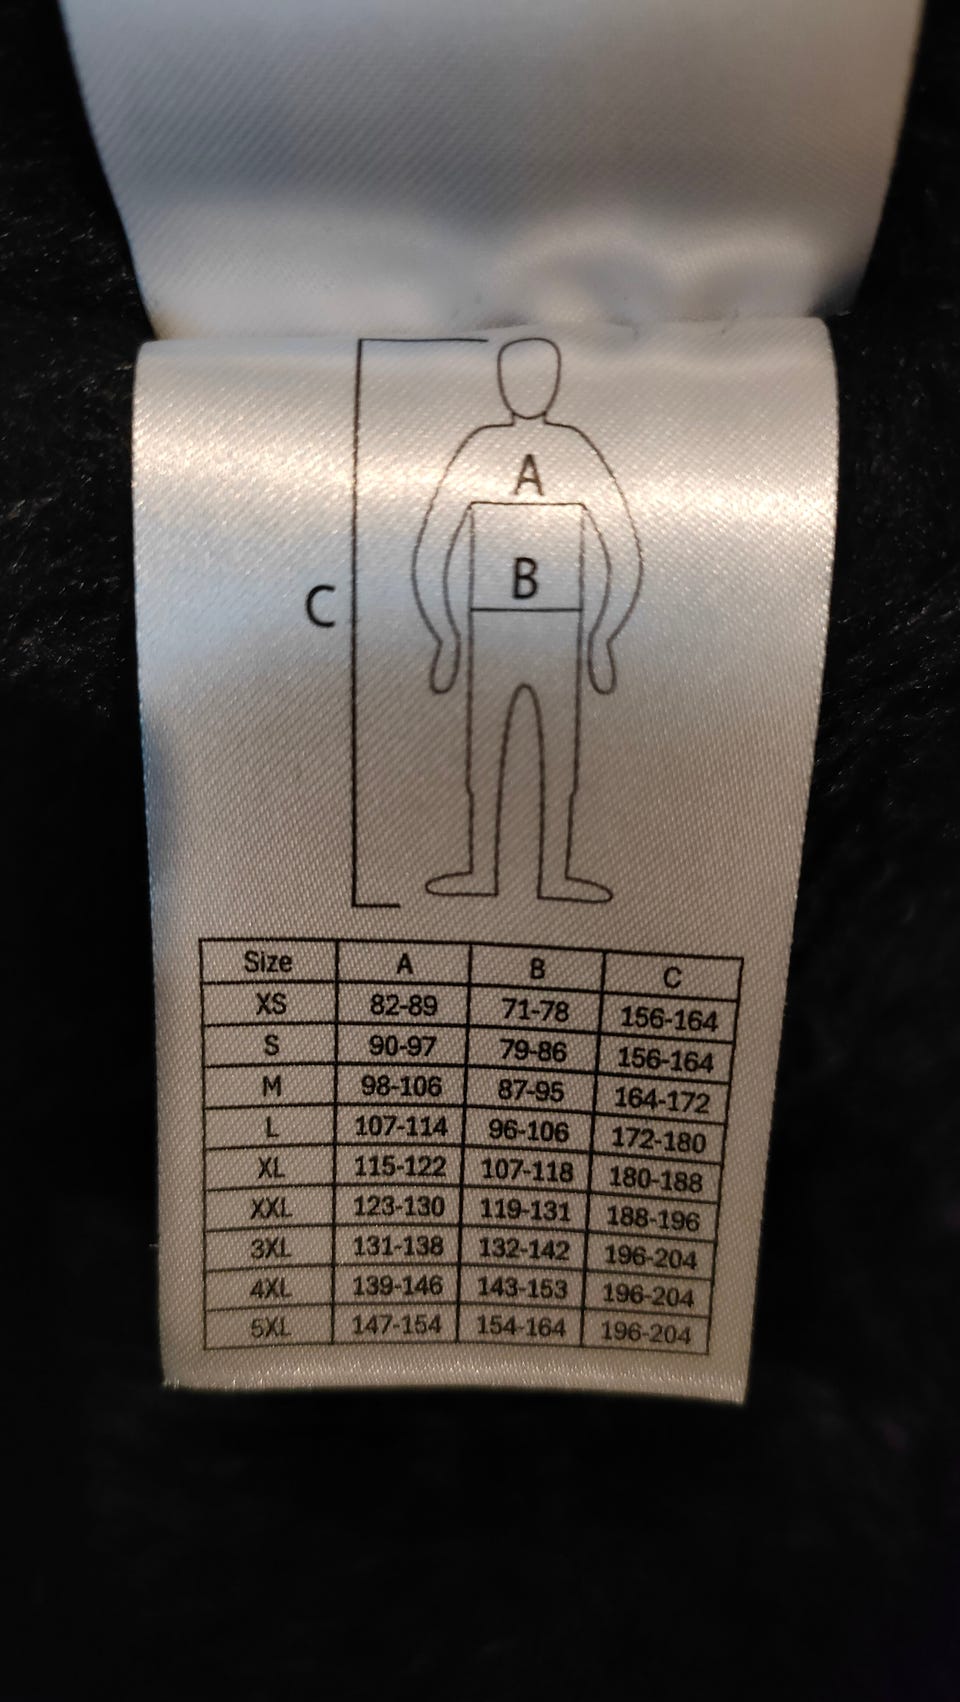 A
B
C
Size A B C
XS 82-89 71-78 156-164
S 90-97 79-86 156-164
M 98-106 87-95 164-172
L 107-114 96-106 172-180
XL 115-122 107-118 180-188
XXL 123-130 119-131 188-196
3XL 131-138 132-142 196-204
4XL 139-146 143-153 196-204
5XL 147-154 154-164 196-204